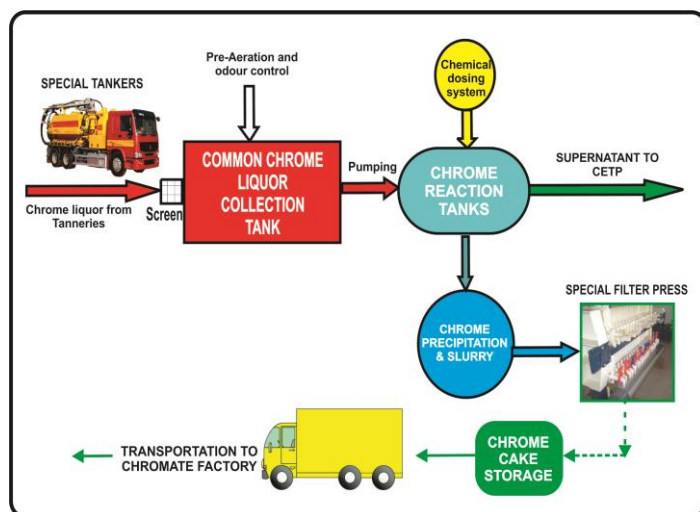 Pre-Aeration and
odour control
Chemical
dosing
system
SPECIAL TANKERS
COMMON CHROME
LIQUOR
COLLECTION
TANK
Pumping
CHROME
REACTION
TANKS
SUPERNATANT TO
CETP
Chrome liquor from
Tanneries
Screen
CHROME
PRECIPITATION
& SLURRY
SPECIAL FILTER PRESS
CHROME
CAKE
STORAGE
TRANSPORTATION TO
CHROMATE FACTORY